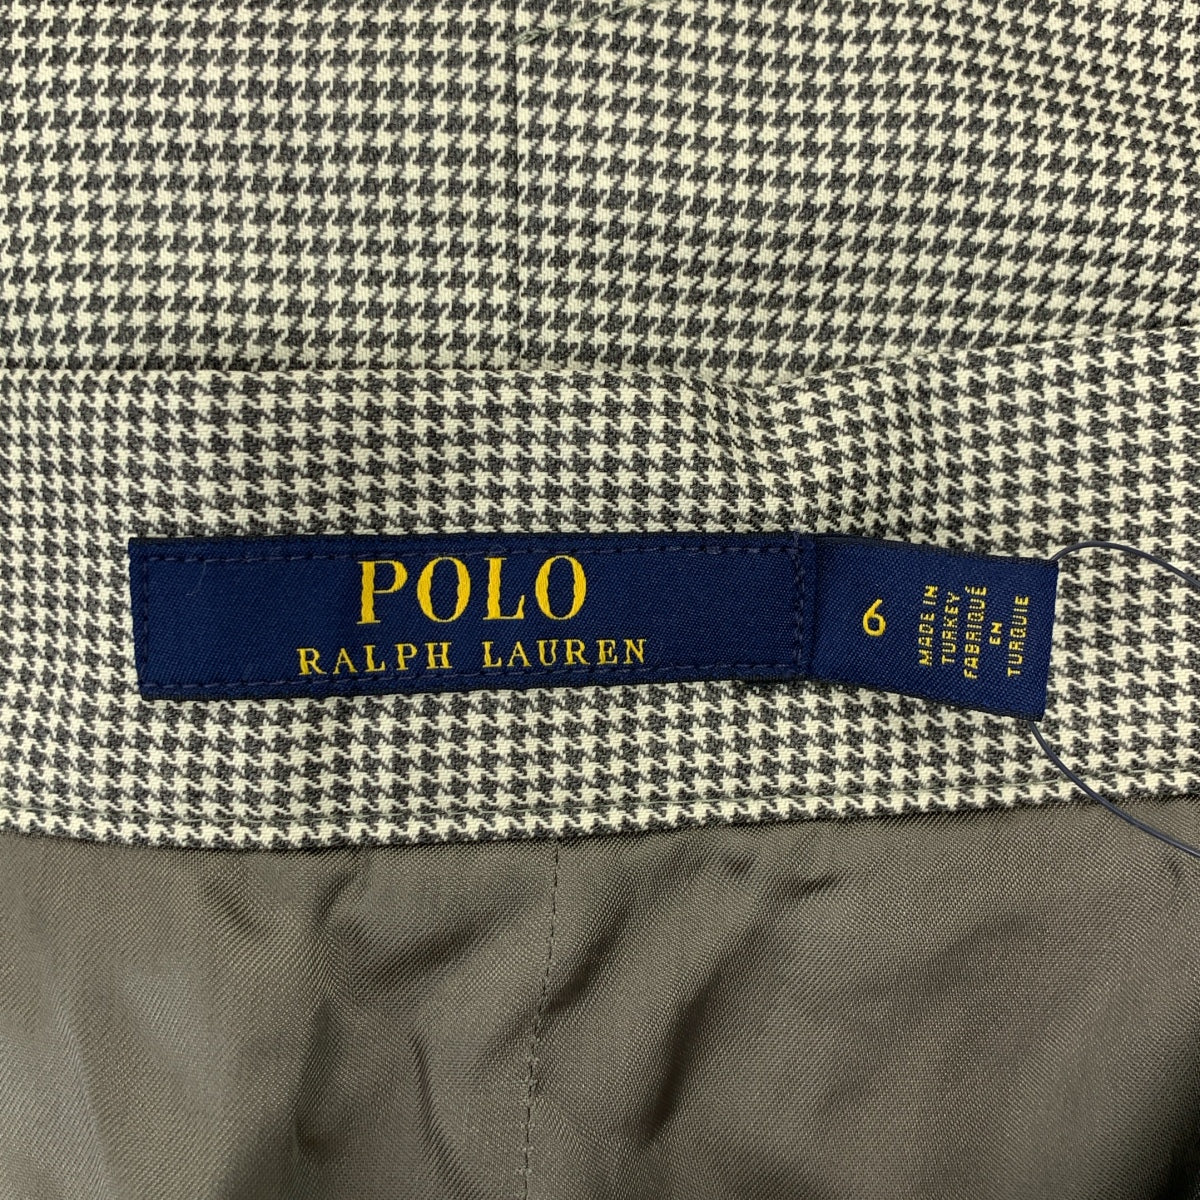 POLO
RALPH LAUREN
6
MADE IN
TURKEY
FABRIQUÉ
EN
TURQUIE